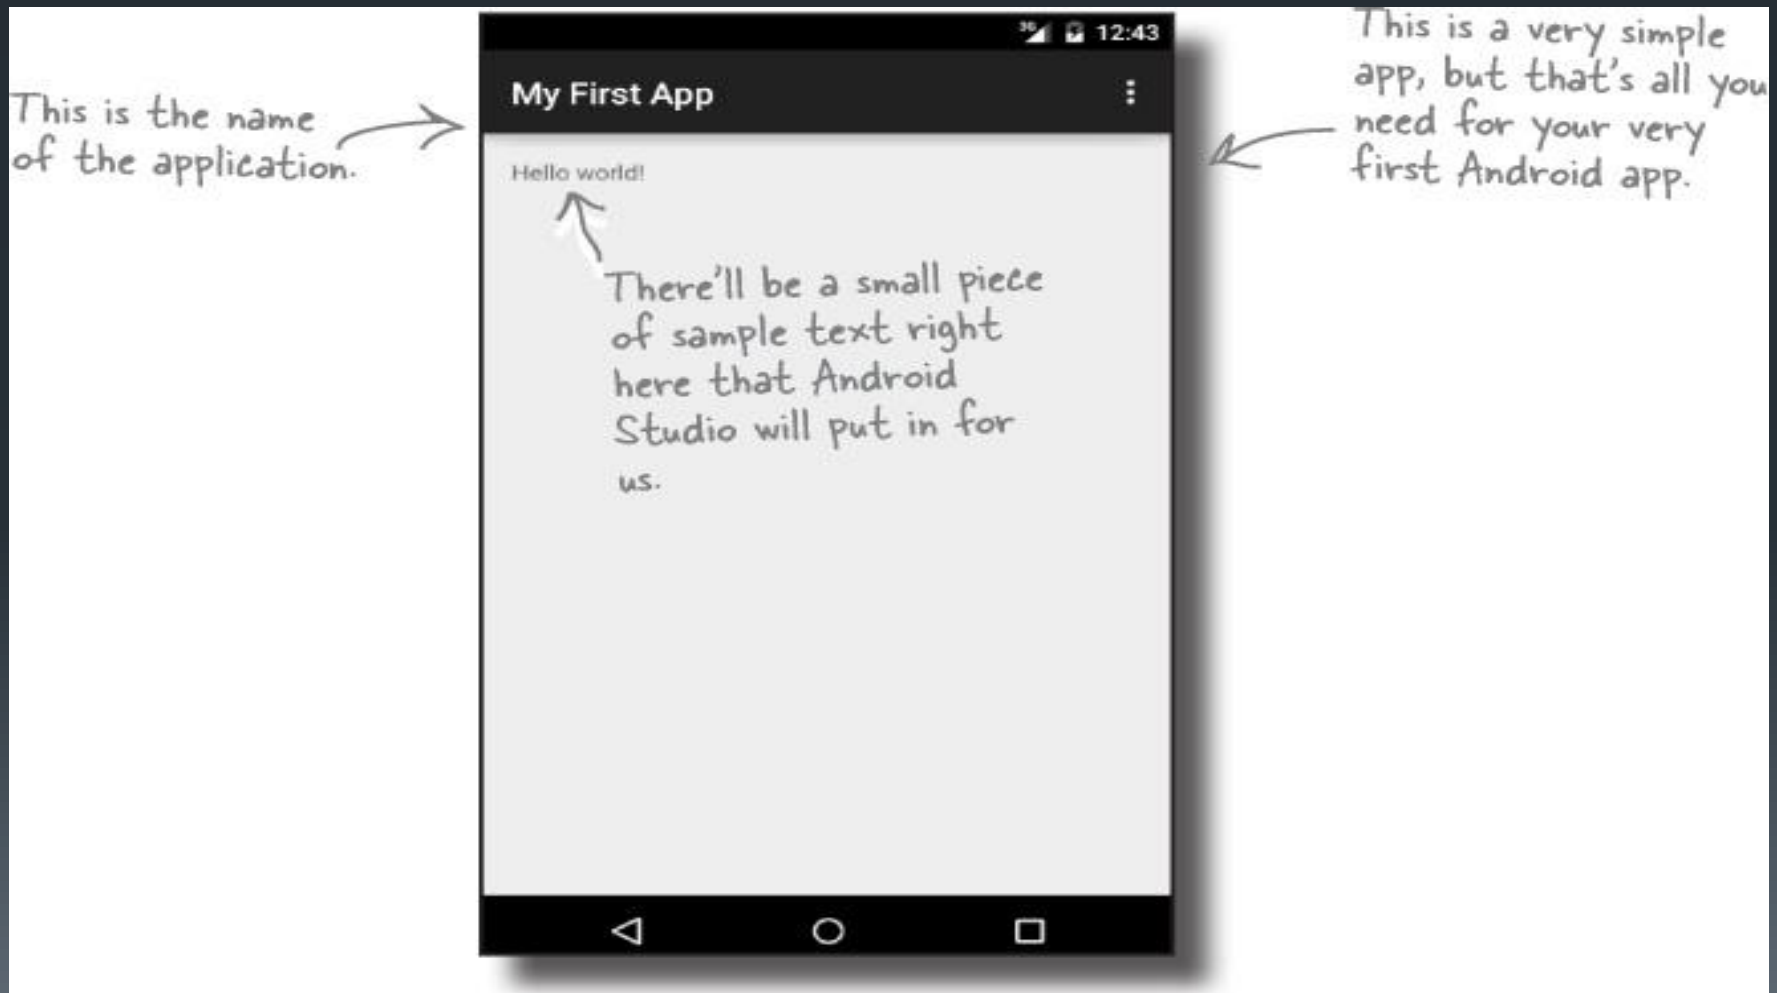 This is the name
of the application.
3G 12:43
My First App
Hello world!
There'll be a small piece
of sample text right
here that Android
Studio will put in for
us.
This is a very simple
app, but that's all you
need for your very
first Android app.